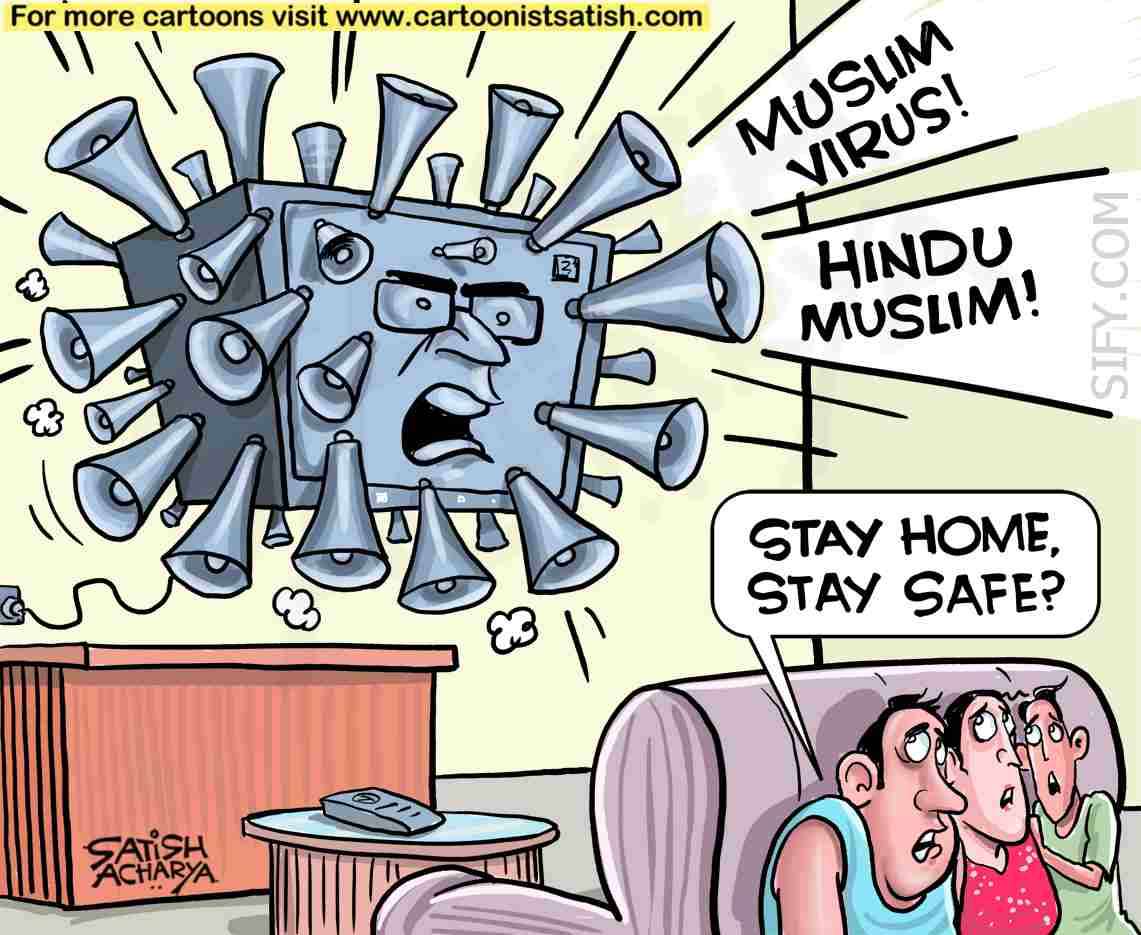 For more cartoons visit www.cartoonistsatish.com
MUSLIM
VIRUS!
HINDU
MUSLIM!
SIFY.COM
STAY HOME,
STAY SAFE?
SATISH
ACHARYA